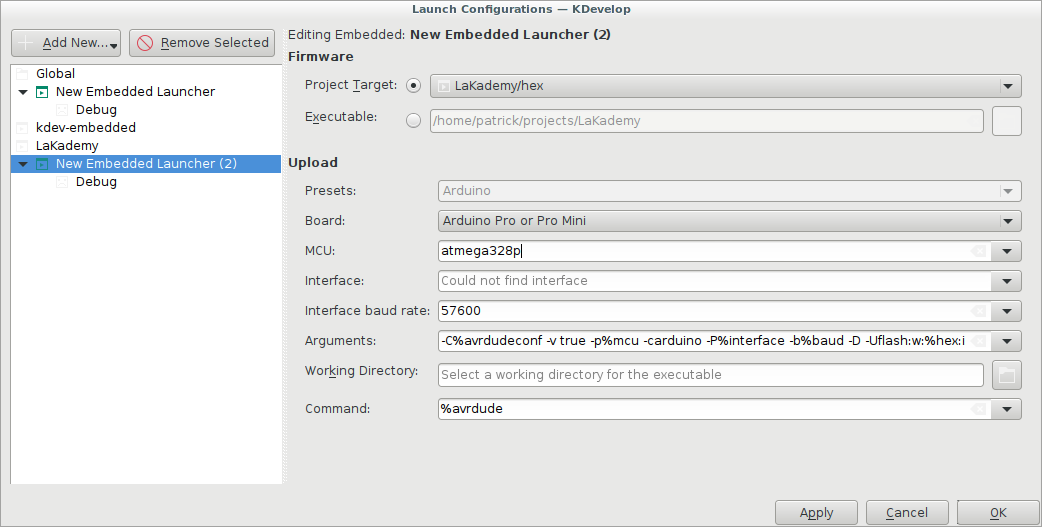 Launch Configurations — KDevelop
Add New...
Remove Selected
Global
New Embedded Launcher
Debug
kdev-embedded
LaKademy
New Embedded Launcher (2)
Debug
Editing Embedded: New Embedded Launcher (2)
Firmware
Project Target: LaKademy/hex
Executable: /home/patrick/projects/LaKademy
Upload
Presets: Arduino
Board: Arduino Pro or Pro Mini
MCU: atmega328p
Interface: Could not find interface
Interface baud rate: 57600
Arguments: -C%avrdudeconf -v true -p%mcu -carduino -P%interface -b%baud -D -Uflash:w:%hex:i
Working Directory: Select a working directory for the executable
Command: %avrdude
Apply
Cancel
OK